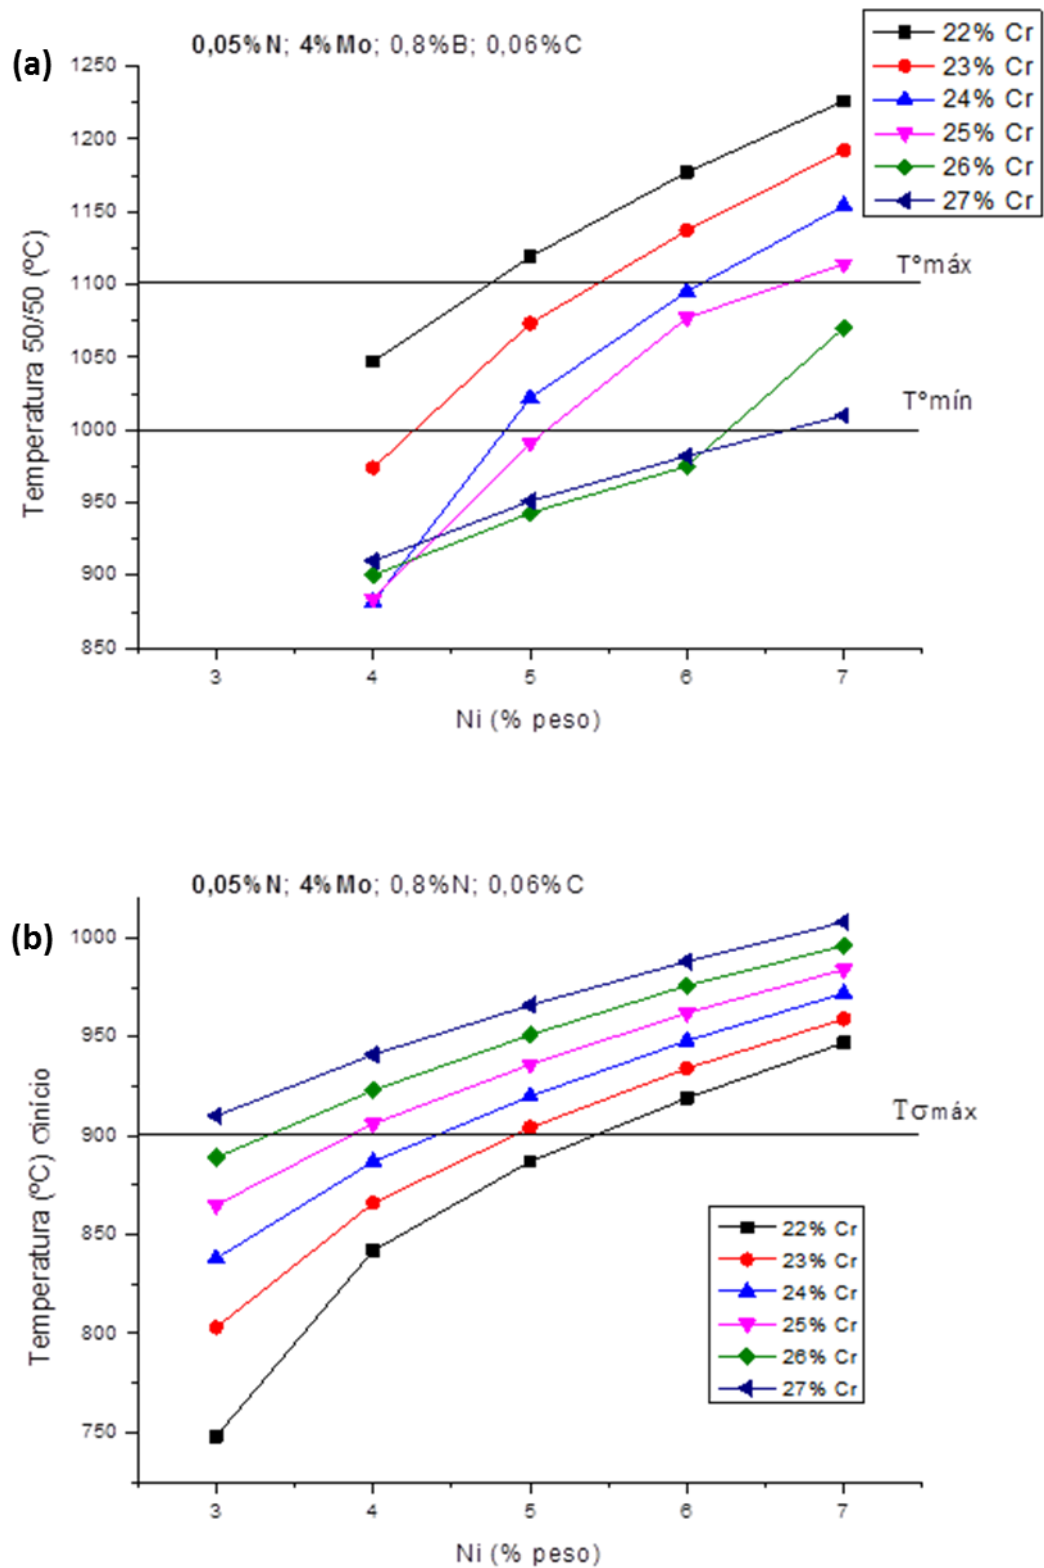 (a)
0,05%N; 4%Mo; 0,8%B; 0,06%C
22% Cr
23% Cr
24% Cr
25% Cr
26% Cr
27% Cr
1250
1200
1150
1100
1050
1000
950
900
850
Temperatura 50/50 (ºC)
T°máx
T°mín
3 4 5 6 7
Ni (% peso)
(b)
0,05%N; 4%Mo; 0,8%N; 0,06%C
1000
950
900
850
800
750
Temperatura (ºC) σinício
Tσmáx
22% Cr
23% Cr
24% Cr
25% Cr
26% Cr
27% Cr
3 4 5 6 7
Ni (% peso)